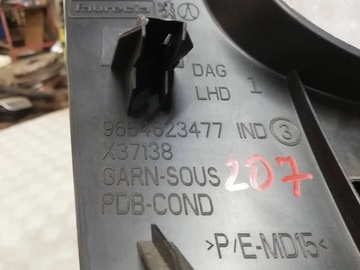 faurecia
DAG
LHD 1
9654623477 IND 3
X37138
GARN-SOUS 207
PDB-COND
>P/E-MD15<